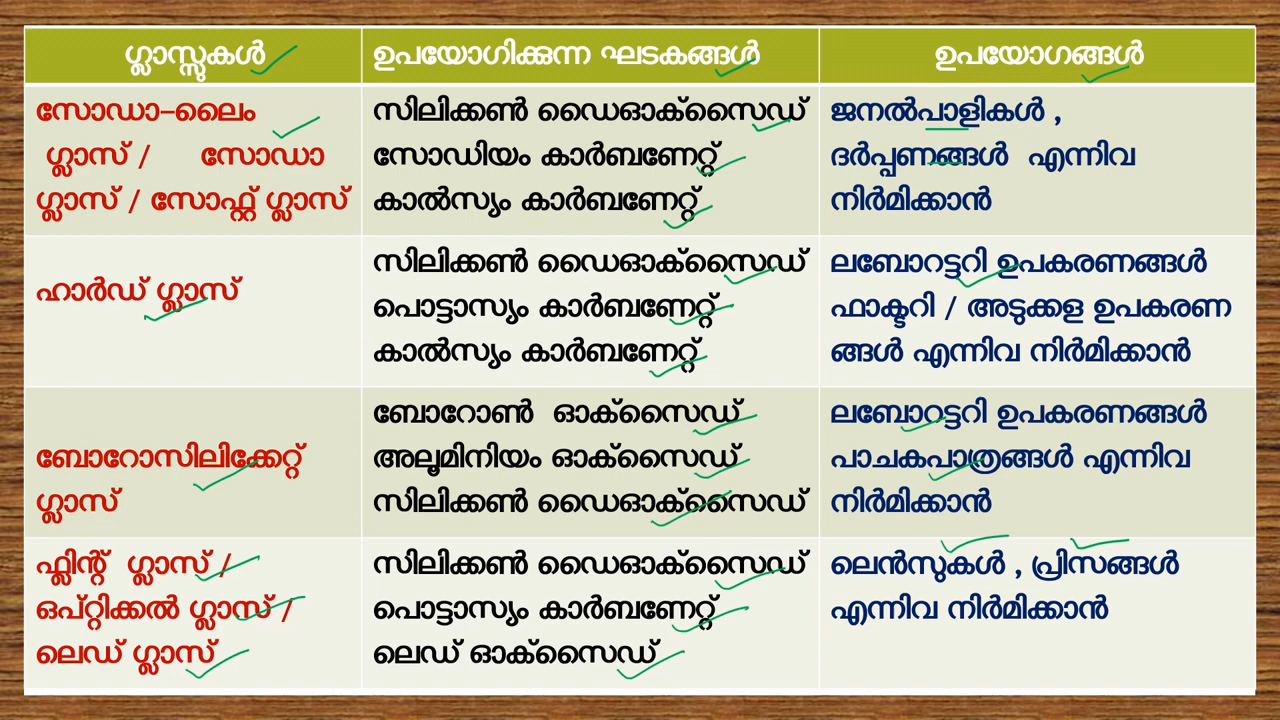 ഗ്ലാസ്സുകൾ
ഉപയോഗിക്കുന്ന ഘടകങ്ങൾ
ഉപയോഗങ്ങൾ
സോഡാ-ലൈം
ഗ്ലാസ് / സോഡാ
ഗ്ലാസ് / സോഫ്റ്റ് ഗ്ലാസ്
സിലിക്കൺ ഡൈഓക്സൈഡ്
സോഡിയം കാർബണേറ്റ്
കാൽസ്യം കാർബണേറ്റ്
ജനൽപാളികൾ ,
ദർപ്പണങ്ങൾ എന്നിവ
നിർമിക്കാൻ
ഹാർഡ് ഗ്ലാസ്
സിലിക്കൺ ഡൈഓക്സൈഡ്
പൊട്ടാസ്യം കാർബണേറ്റ്
കാൽസ്യം കാർബണേറ്റ്
ലബോറട്ടറി ഉപകരണങ്ങൾ
ഫാക്ടറി / അടുക്കള ഉപകരണ
ങ്ങൾ എന്നിവ നിർമിക്കാൻ
ബോറോസിലിക്കേറ്റ്
ഗ്ലാസ്
ബോറോൺ ഓക്സൈഡ്
അലൂമിനിയം ഓക്സൈഡ്
സിലിക്കൺ ഡൈഓക്സൈഡ്
ലബോറട്ടറി ഉപകരണങ്ങൾ
പാചകപാത്രങ്ങൾ എന്നിവ
നിർമിക്കാൻ
ഫ്ലിന്റ് ഗ്ലാസ് /
ഒപ്റ്റിക്കൽ ഗ്ലാസ് /
ലെഡ് ഗ്ലാസ്
സിലിക്കൺ ഡൈഓക്സൈഡ്
പൊട്ടാസ്യം കാർബണേറ്റ്
ലെഡ് ഓക്സൈഡ്
ലെൻസുകൾ , പ്രിസങ്ങൾ
എന്നിവ നിർമിക്കാൻ